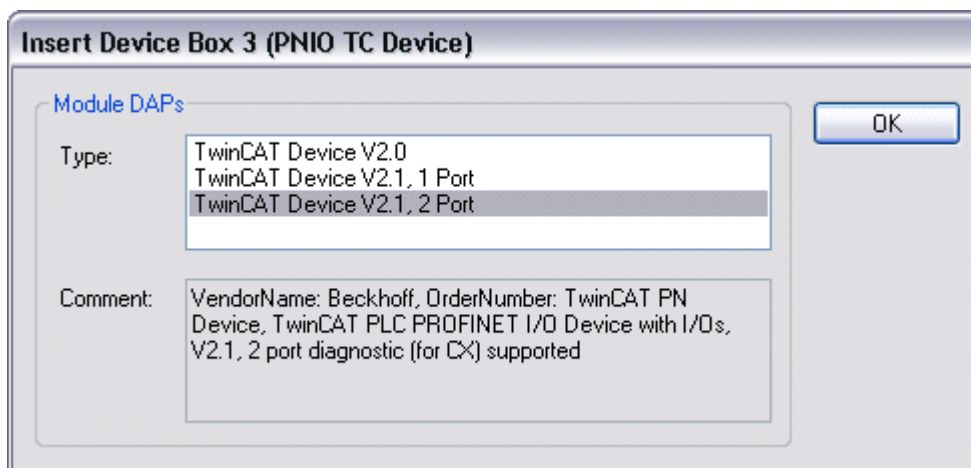 Insert Device Box 3 (PNIO TC Device)
Module DAPs
OK
Type:
TwinCAT Device V2.0
TwinCAT Device V2.1, 1 Port
TwinCAT Device V2.1, 2 Port
Comment:
VendorName: Beckhoff, OrderNumber: TwinCAT PN
Device, TwinCAT PLC PROFINET I/O Device with I/Os,
V2.1, 2 port diagnostic (for CX) supported